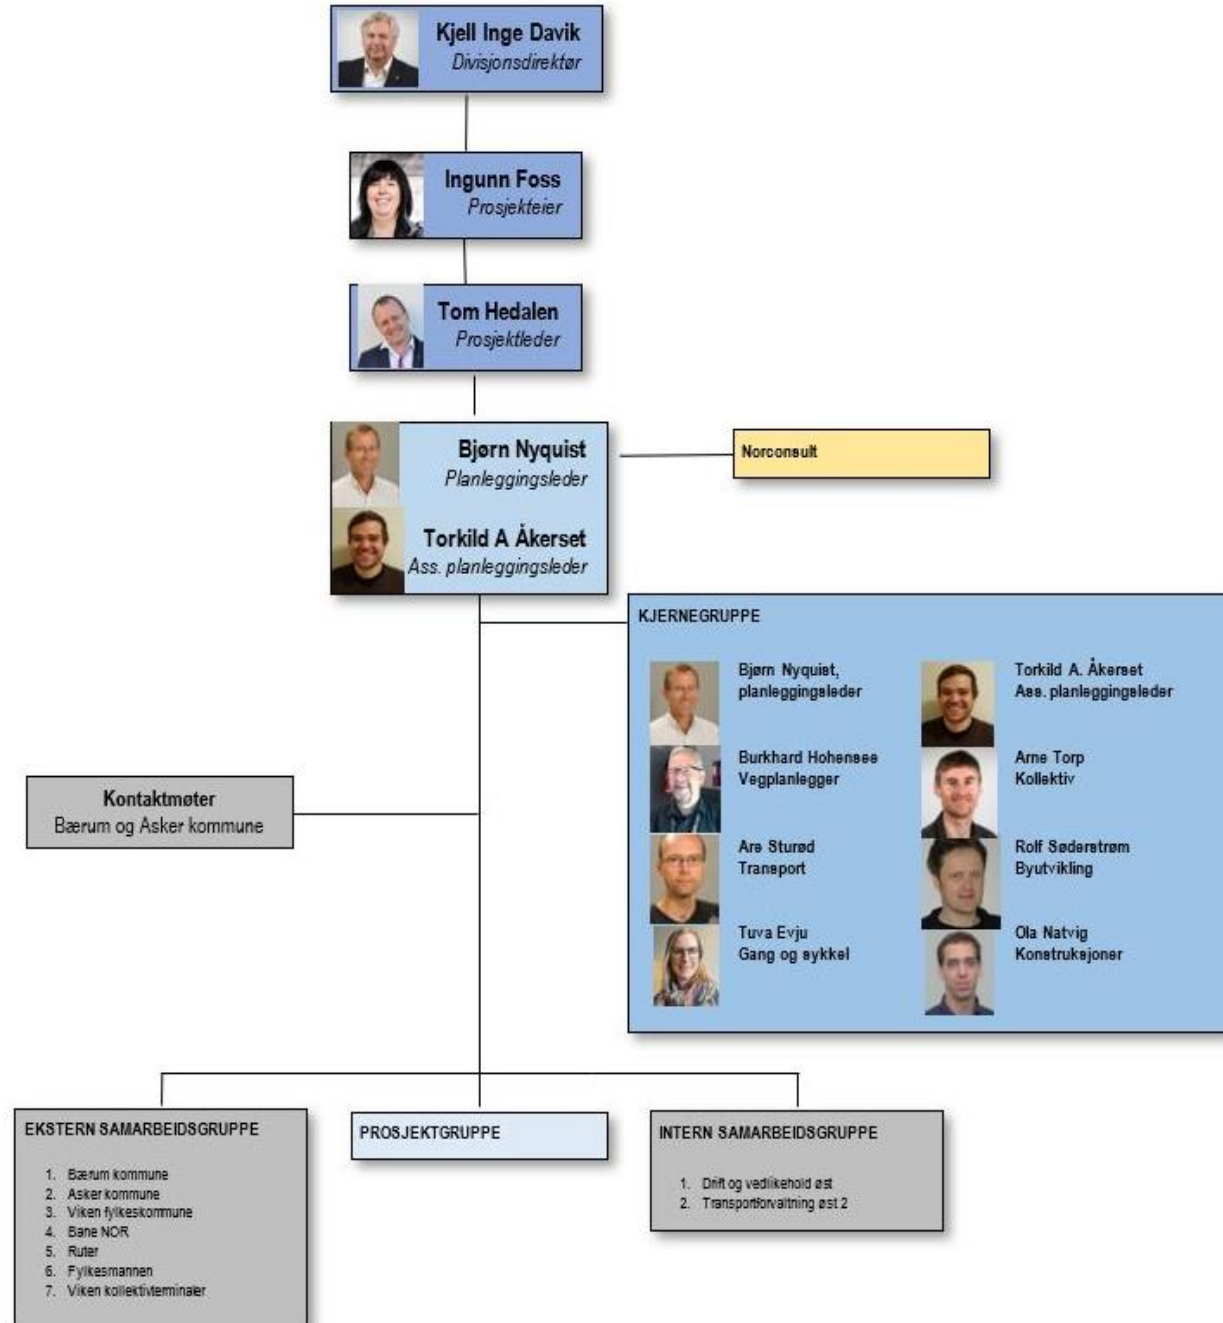 Kjell Inge Davik
Divisjonsdirektør
Ingunn Foss
Prosjekteier
Tom Hedalen
Prosjektleder
Bjørn Nyquist
Planleggingsleder
Torkild A Åkerset
Ass. planleggingsleder
Norconsult
KJERNEGRUPPE
Bjørn Nyquist,
planleggingsleder
Torkild A. Åkerset
Ass. planleggingsleder
Burkhard Hohensee
Vegplanlegger
Arne Torp
Kollektiv
Are Sturød
Transport
Rolf Søderstrøm
Byutvikling
Tuva Evju
Gang og sykkel
Ola Natvig
Konstruksjoner
Kontaktmøter
Bærum og Asker kommune
EKSTERN SAMARBEIDSGRUPPE
1. Bærum kommune
2. Asker kommune
3. Viken fylkeskommune
4. Bane NOR
5. Ruter
6. Fylkesmannen
7. Viken kollektivterminaler
PROSJEKTGRUPPE
INTERN SAMARBEIDSGRUPPE
1. Drift og vedlikehold øst
2. Transportforvaltning øst 2